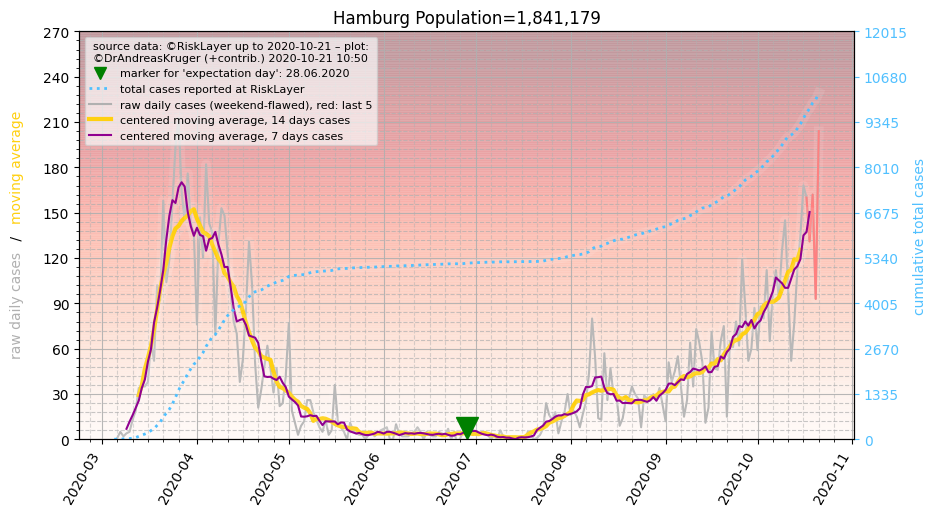 Hamburg Population=1,841,179
source data: ©RiskLayer up to 2020-10-21 – plot:
©DrAndreasKruger (+contrib.) 2020-10-21 10:50
marker for 'expectation day': 28.06.2020
total cases reported at RiskLayer
raw daily cases (weekend-flawed), red: last 5
centered moving average, 14 days cases
centered moving average, 7 days cases
raw daily cases / moving average
270
240
210
180
150
120
90
60
30
0
12015
10680
9345
8010
6675
5340
4005
2670
1335
0
cumulative total cases
2020-03
2020-04
2020-05
2020-06
2020-07
2020-08
2020-09
2020-10
2020-11